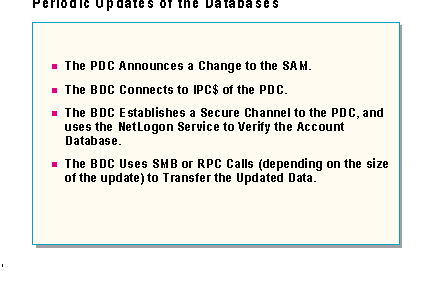 Periodic Updates of the Databases
The PDC Announces a Change to the SAM.
The BDC Connects to IPC$ of the PDC.
The BDC Establishes a Secure Channel to the PDC, and
uses the NetLogon Service to Verify the Account
Database.
The BDC Uses SMB or RPC Calls (depending on the size
of the update) to Transfer the Updated Data.